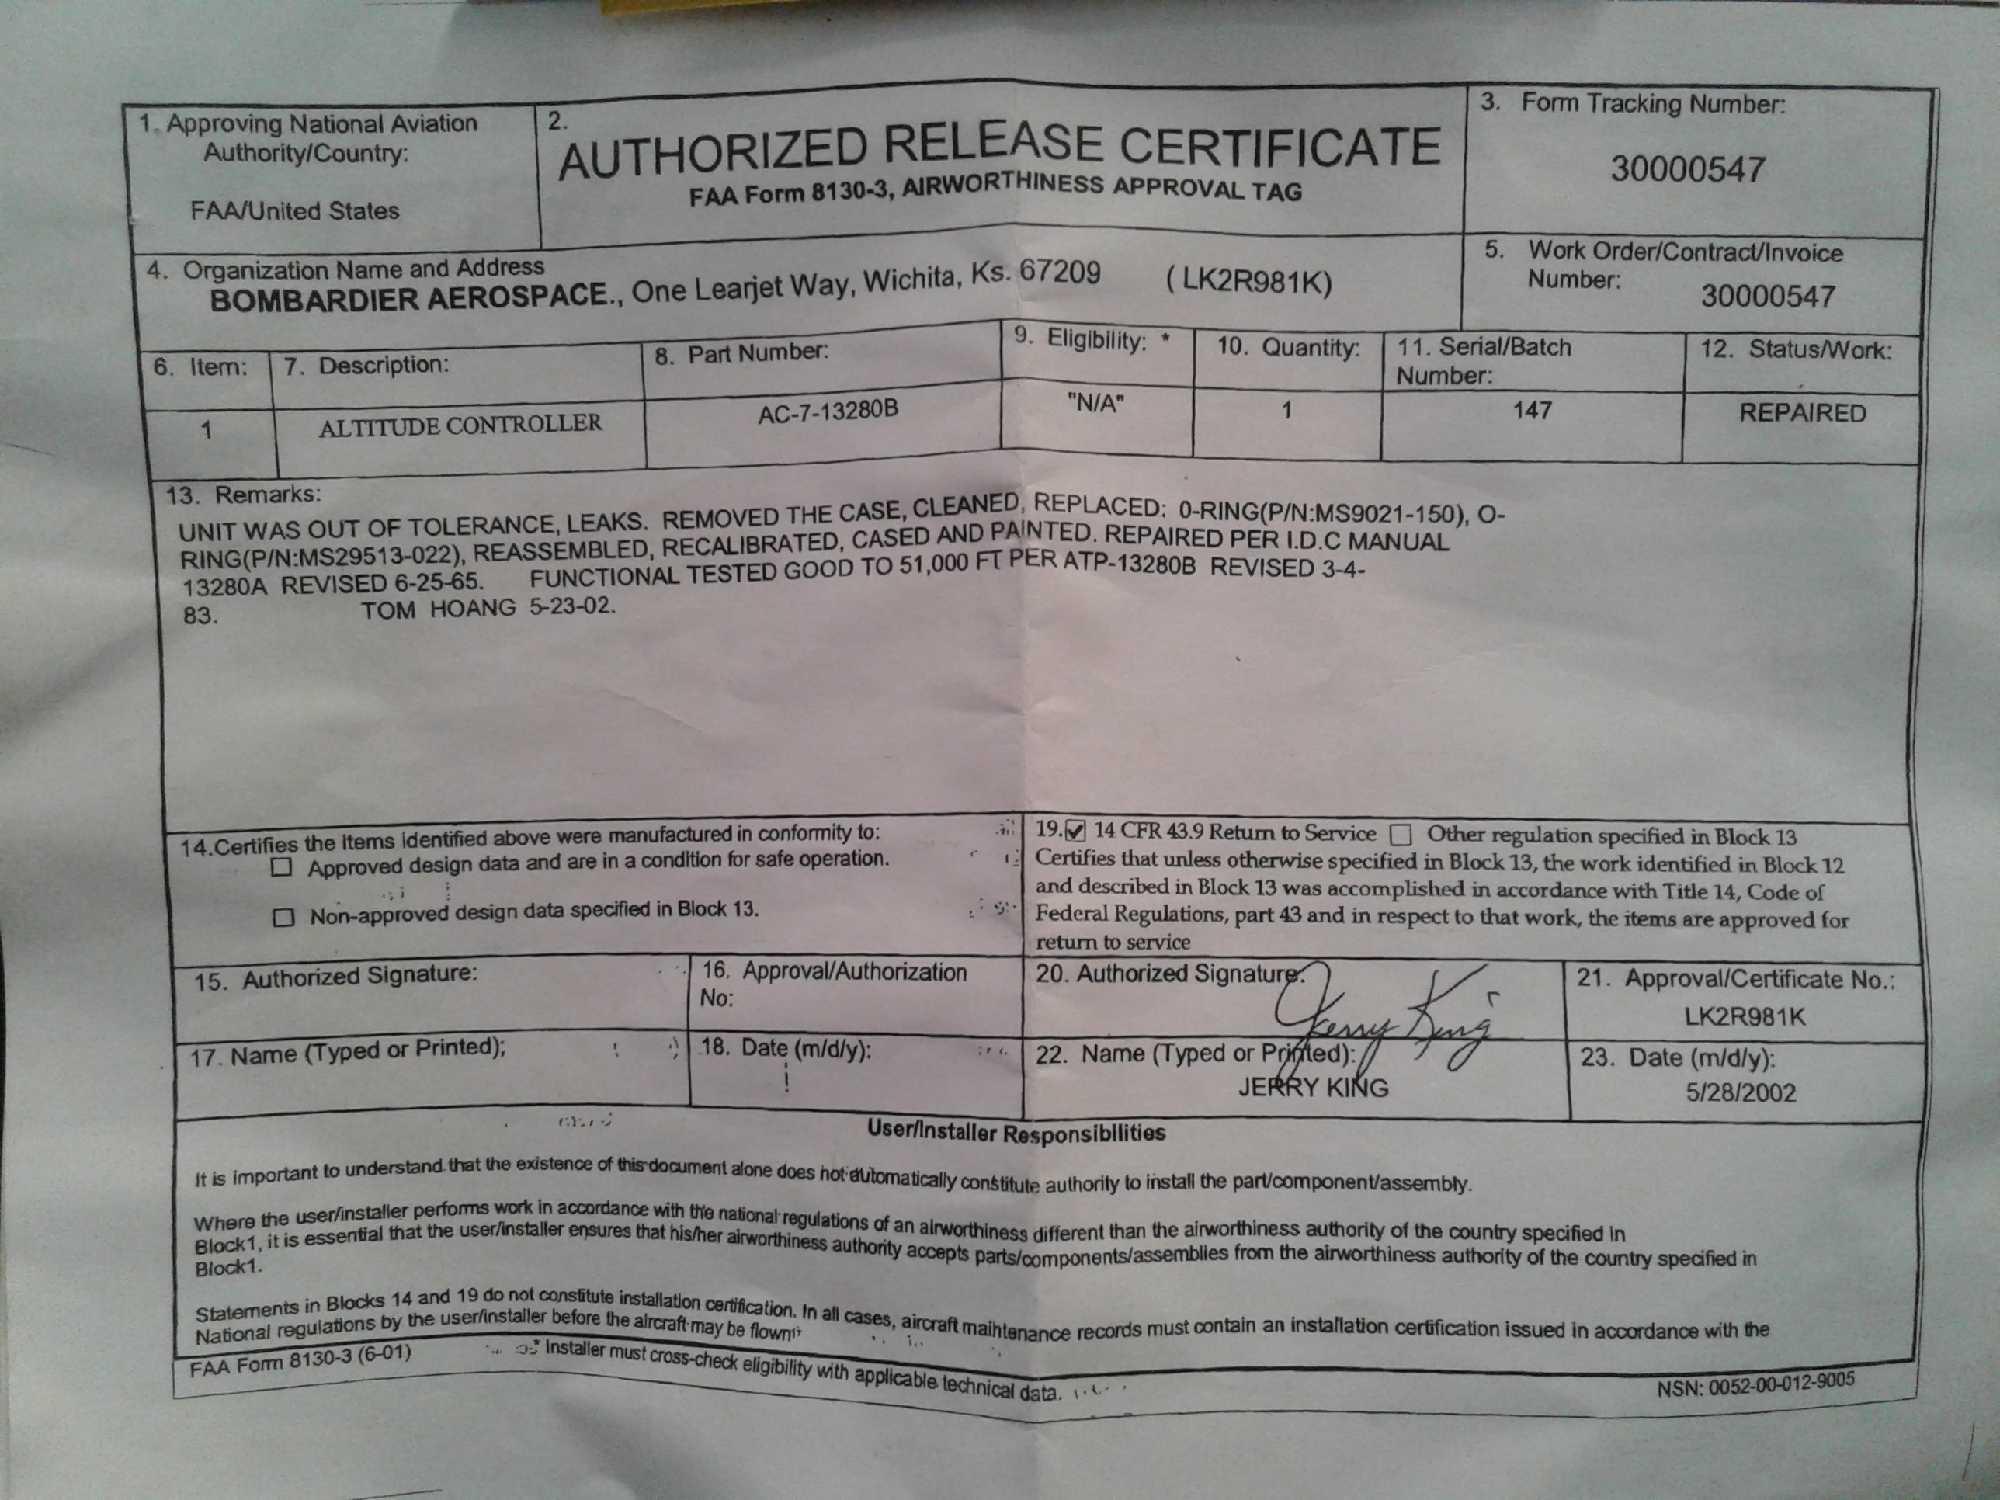 1. Approving National Aviation
Authority/Country:
FAA/United States
2.
AUTHORIZED RELEASE CERTIFICATE
FAA Form 8130-3, AIRWORTHINESS APPROVAL TAG
3. Form Tracking Number:
30000547
4. Organization Name and Address
BOMBARDIER AEROSPACE., One Learjet Way, Wichita, Ks. 67209 (LK2R981K)
5. Work Order/Contract/Invoice
Number:
30000547
6. Item:
7. Description:
8. Part Number:
9. Eligibility: *
10. Quantity:
11. Serial/Batch
Number:
12. Status/Work:
1
ALTITUDE CONTROLLER
AC-7-13280B
"N/A"
1
147
REPAIRED
13. Remarks:
UNIT WAS OUT OF TOLERANCE, LEAKS. REMOVED THE CASE, CLEANED, REPLACED: 0-RING(P/N:MS9021-150), O-
RING(P/N:MS29513-022), REASSEMBLED, RECALIBRATED, CASED AND PAINTED. REPAIRED PER I.D.C MANUAL
13280A REVISED 6-25-65. FUNCTIONAL TESTED GOOD TO 51,000 FT PER ATP-13280B REVISED 3-4-
83. TOM HOANG 5-23-02.
14.Certifies the items identified above were manufactured in conformity to:
Approved design data and are in a condition for safe operation.
Non-approved design data specified in Block 13.
19. 14 CFR 43.9 Return to Service Other regulation specified in Block 13
Certifies that unless otherwise specified in Block 13, the work identified in Block 12
and described in Block 13 was accomplished in accordance with Title 14, Code of
Federal Regulations, part 43 and in respect to that work, the items are approved for
return to service
15. Authorized Signature:
16. Approval/Authorization
No:
20. Authorized Signature:
Jerry King
21. Approval/Certificate No.:
LK2R981K
17. Name (Typed or Printed);
18. Date (m/d/y):
22. Name (Typed or Printed):
JERRY KING
23. Date (m/d/y):
5/28/2002
User/Installer Responsibilities
It is important to understand that the existence of this document alone does not automatically constitute authority to install the part/component/assembly.
Where the user/installer performs work in accordance with the national regulations of an airworthiness different than the airworthiness authority of the country specified in
Block1, it is essential that the user/installer ensures that his/her airworthiness authority accepts parts/components/assemblies from the airworthiness authority of the country specified in
Block1.
Statements in Blocks 14 and 19 do not constitute installation certification. In all cases, aircraft maintenance records must contain an installation certification issued in accordance with the
National regulations by the user/installer before the aircraft may be flown
FAA Form 8130-3 (6-01)
* Installer must cross-check eligibility with applicable technical data.
NSN: 0052-00-012-9005